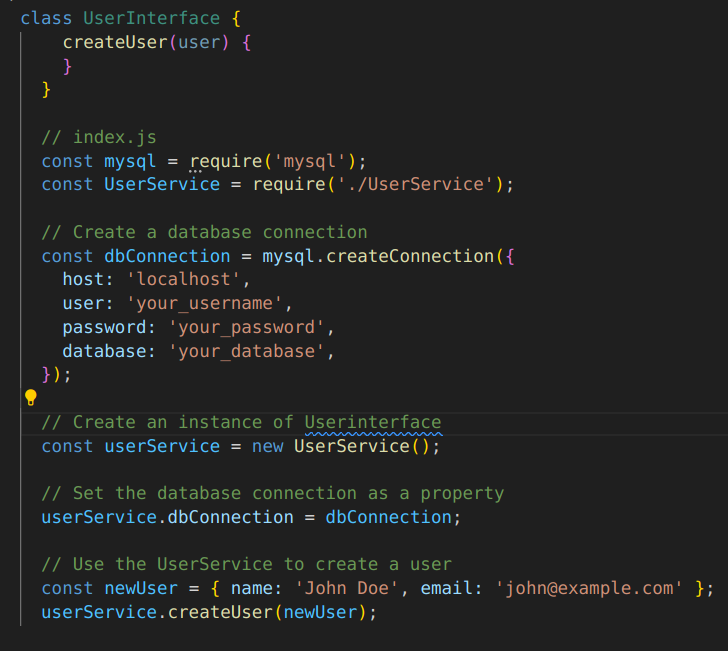 class UserInterface {
    createUser(user) {
    }
  }

  // index.js
  const mysql = require('mysql');
  const UserService = require('./UserService');

  // Create a database connection
  const dbConnection = mysql.createConnection({
    host: 'localhost',
    user: 'your_username',
    password: 'your_password',
    database: 'your_database',
  });

  // Create an instance of Userinterface
  const userService = new UserService();

  // Set the database connection as a property
  userService.dbConnection = dbConnection;

  // Use the UserService to create a user
  const newUser = { name: 'John Doe', email: 'john@example.com' };
  userService.createUser(newUser);